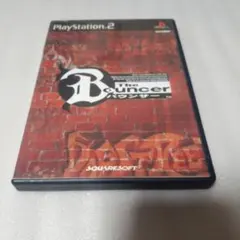 PlayStation 2
The
Bouncer
バウンサー
SQUARESOFT